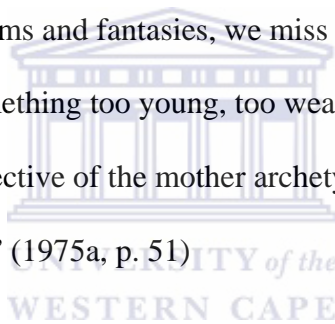 ms and fantasies, we miss
nething too young, too wea
ective of the mother archety
(1975a, p. 51)
UNIVERSITY of the
WESTERN CAPE